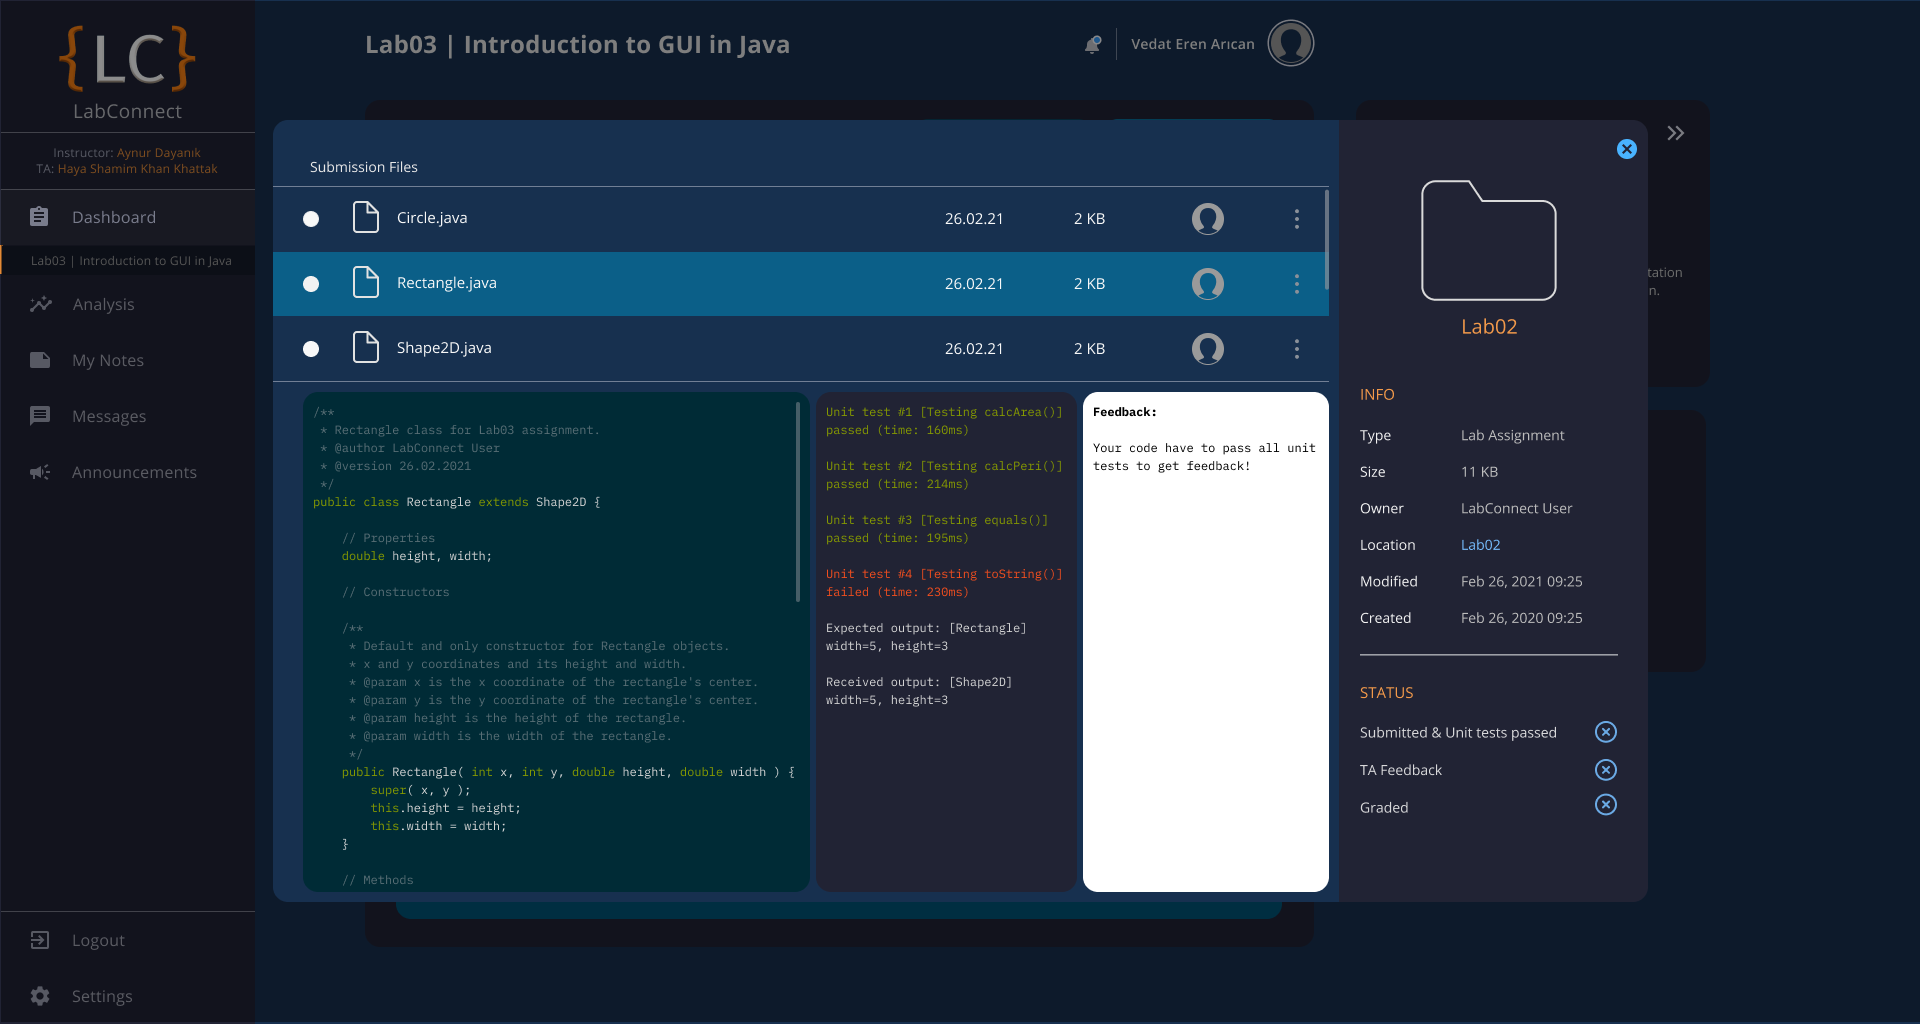 {LC}
LabConnect
Instructor: Aynur Dayanık
TA: Haya Shamim Khan Khattak
Dashboard
Lab03 | Introduction to GUI in Java
Analysis
My Notes
Messages
Announcements
Logout
Settings
Lab03 | Introduction to GUI in Java
Vedat Eren Arıcan
Submission Files
Circle.java 26.02.21 2 KB
Rectangle.java 26.02.21 2 KB
Shape2D.java 26.02.21 2 KB
/**
 * Rectangle class for Lab03 assignment.
 * @author LabConnect User
 * @version 26.02.2021
 */
public class Rectangle extends Shape2D {
    // Properties
    double height, width;
    // Constructors
    /**
     * Default and only constructor for Rectangle objects.
     * x and y coordinates and its height and width.
     * @param x is the x coordinate of the rectangle's center.
     * @param y is the y coordinate of the rectangle's center.
     * @param height is the height of the rectangle.
     * @param width is the width of the rectangle.
     */
    public Rectangle( int x, int y, double height, double width ) {
        super( x, y );
        this.height = height;
        this.width = width;
    }
    // Methods
Unit test #1 [Testing calcArea()]
passed (time: 160ms)
Unit test #2 [Testing calcPeri()]
passed (time: 214ms)
Unit test #3 [Testing equals()]
passed (time: 195ms)
Unit test #4 [Testing toString()]
failed (time: 230ms)
Expected output: [Rectangle]
width=5, height=3
Received output: [Shape2D]
width=5, height=3
Feedback:
Your code have to pass all unit
tests to get feedback!
Lab02
INFO
Type Lab Assignment
Size 11 KB
Owner LabConnect User
Location Lab02
Modified Feb 26, 2021 09:25
Created Feb 26, 2020 09:25
STATUS
Submitted & Unit tests passed
TA Feedback
Graded
tation
n.